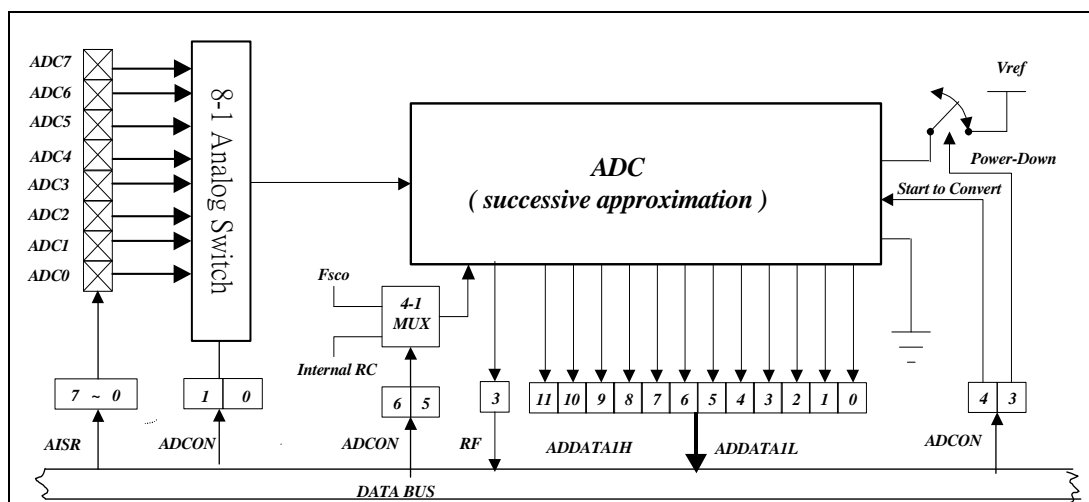 ADC7
ADC6
ADC5
ADC4
ADC3
ADC2
ADC1
ADC0
8-1 Analog Switch
ADC
( successive approximation )
Vref
Power-Down
Start to Convert
Fsco
4-1
MUX
Internal RC
7 ~ 0
1 0
6 5
3
11 10 9 8 7 6 5 4 3 2 1 0
4 3
AISR
ADCON
ADCON
RF
ADDATA1H
ADDATA1L
ADCON
DATA BUS